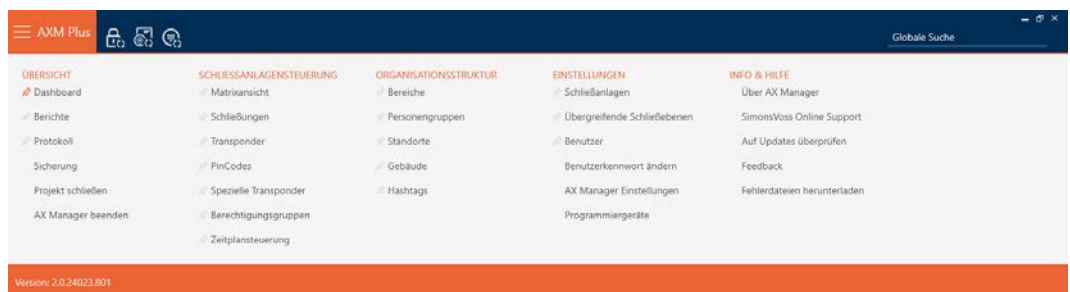 AXM Plus
Globale Suche
ÜBERSICHT
Dashboard
Berichte
Protokoll
Sicherung
Projekt schließen
AX Manager beenden
SCHLIESSANLAGENSTEUERUNG
Matrixansicht
Schließungen
Transponder
PinCodes
Spezielle Transponder
Berechtigungsgruppen
Zeitplansteuerung
ORGANISATIONSSTRUKTUR
Bereiche
Personengruppen
Standorte
Gebäude
Hashtags
EINSTELLUNGEN
Schließanlagen
Übergreifende Schließebenen
Benutzer
Benutzerkennwort ändern
AX Manager Einstellungen
Programmiergeräte
INFO & HILFE
Über AX Manager
SimonsVoss Online Support
Auf Updates überprüfen
Feedback
Fehlerdateien herunterladen
Version: 2.0.24023.801